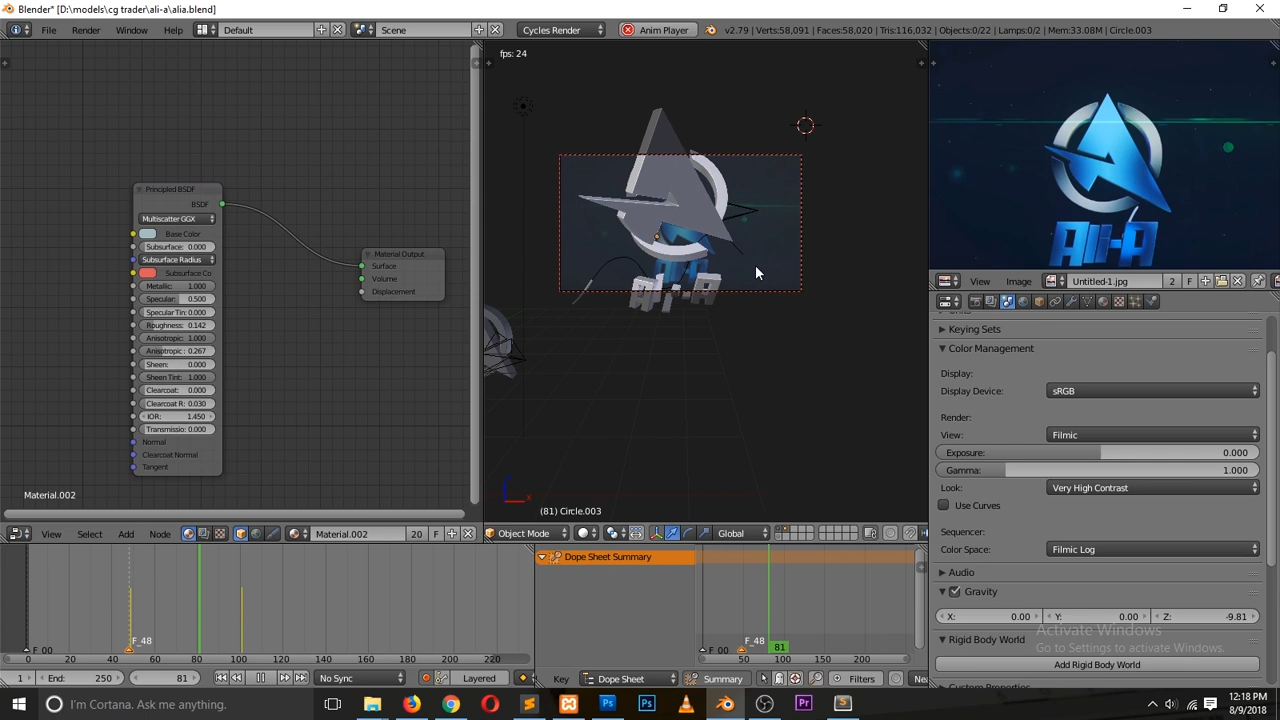 Blender* [D:\models\cg trader\ali-a\alia.blend]
File Render Window Help Default Scene Cycles Render Anim Player v2.79 | Verts:58,091 | Faces:58,020 | Tris:116,032 | Objects:0/22 | Lamps:0/2 | Mem:33.08M | Circle.003
fps: 24
Principled BSDF
BSDF
Multiscatter GGX
Base Color
Subsurface: 0.000
Subsurface Radius
Subsurface Co
Metallic: 1.000
Specular: 0.500
Specular Tin: 0.000
Roughness: 0.142
Anisotropic: 1.000
Anisotropic: 0.267
Sheen: 0.000
Sheen Tint: 1.000
Clearcoat: 0.000
Clearcoat R: 0.030
IOR: 1.450
Transmissio: 0.000
Normal
Clearcoat Normal
Tangent
Material Output
Surface
Volume
Displacement
Material.002
(81) Circle.003
Ali-A
View Image Untitled-1.jpg 2 F
Keying Sets
Color Management
Display:
Display Device: sRGB
Render:
View: Filmic
Exposure: 0.000
Gamma: 1.000
Look: Very High Contrast
Use Curves
Sequencer:
Color Space: Filmic Log
Audio
Gravity
X: 0.00 Y: 0.00 Z: -9.81
Rigid Body World
Add Rigid Body World
Activate Windows
Go to Settings to activate Windows.
View Select Add Node Material.002 20 F
Object Mode Global
Dope Sheet Summary
F_00 F_48
0 20 40 60 80 100 120 140 160 180 200 220
F_00 F_48 81
50 100 150 200
1 End: 250 81 No Sync Layered Key Dope Sheet Summary Filters Ne
I'm Cortana. Ask me anything.
12:18 PM
8/9/2018